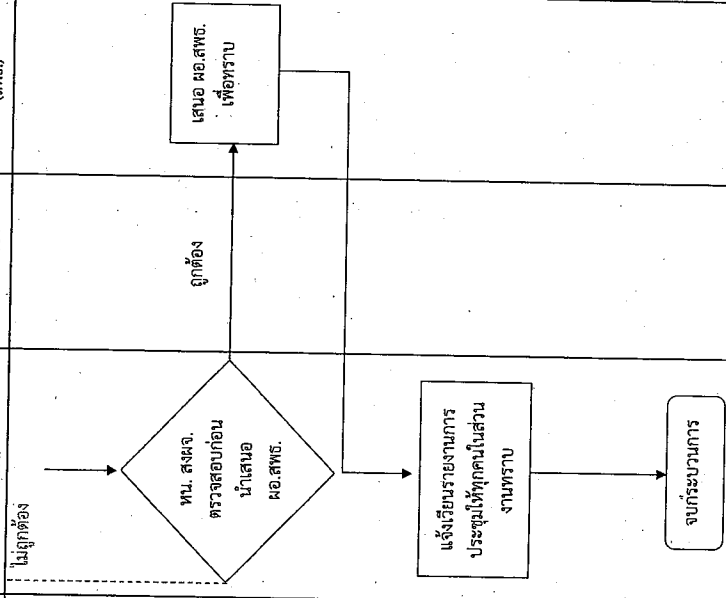 ไม่ถูกต้อง
หน. สงผจ.
ตรวจสอบก่อน
นำเสนอ
ผอ.สพธ.
ถูกต้อง
เสนอ ผอ.สพธ.
เพื่อทราบ
แจ้งเวียนรายงานการ
ประชุมให้ทุกคนในส่วน
งานทราบ
จบกระบวนการ